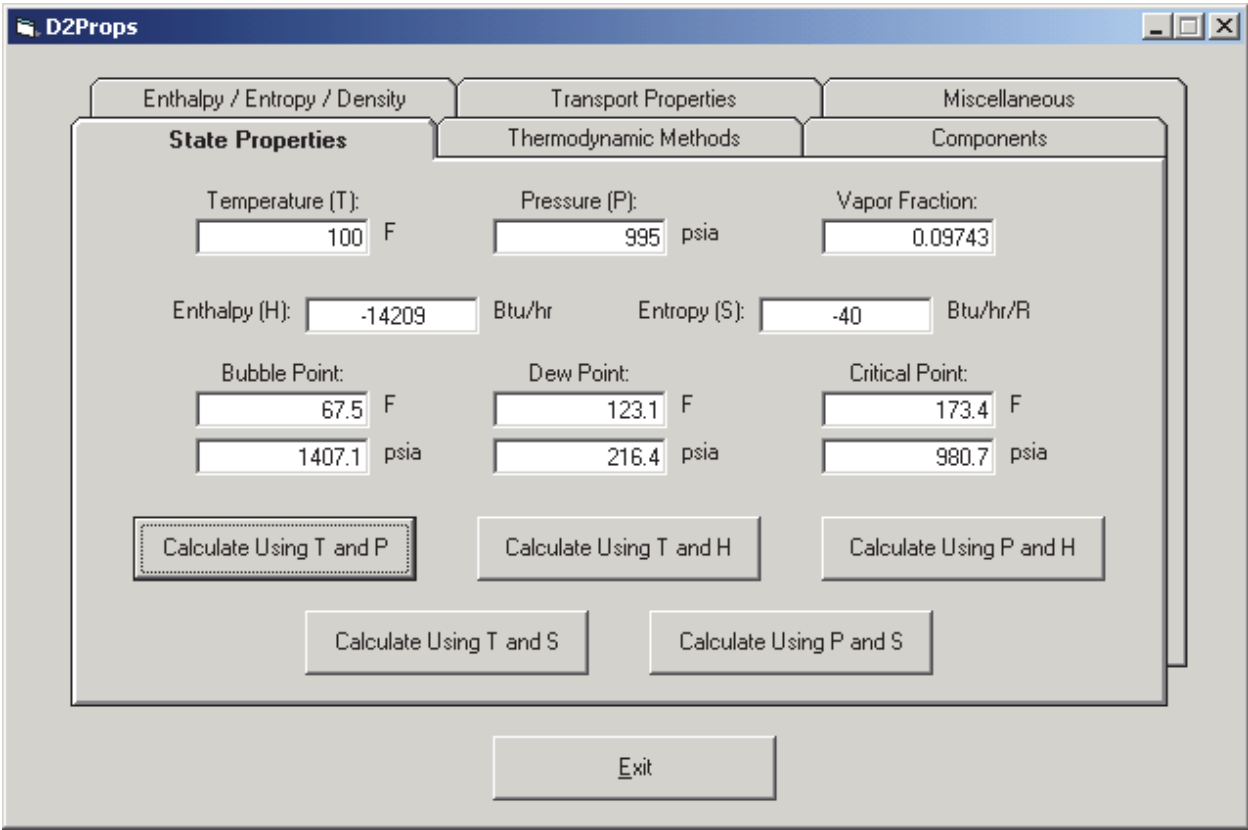 D2Props
Enthalpy / Entropy / Density Transport Properties Miscellaneous
State Properties Thermodynamic Methods Components
Temperature (T): Pressure (P): Vapor Fraction:
100 F 995 psia 0.09743
Enthalpy (H): -14209 Btu/hr Entropy (S): -40 Btu/hr/R
Bubble Point: Dew Point: Critical Point:
67.5 F 123.1 F 173.4 F
1407.1 psia 216.4 psia 980.7 psia
Calculate Using T and P Calculate Using T and H Calculate Using P and H
Calculate Using T and S Calculate Using P and S
Exit